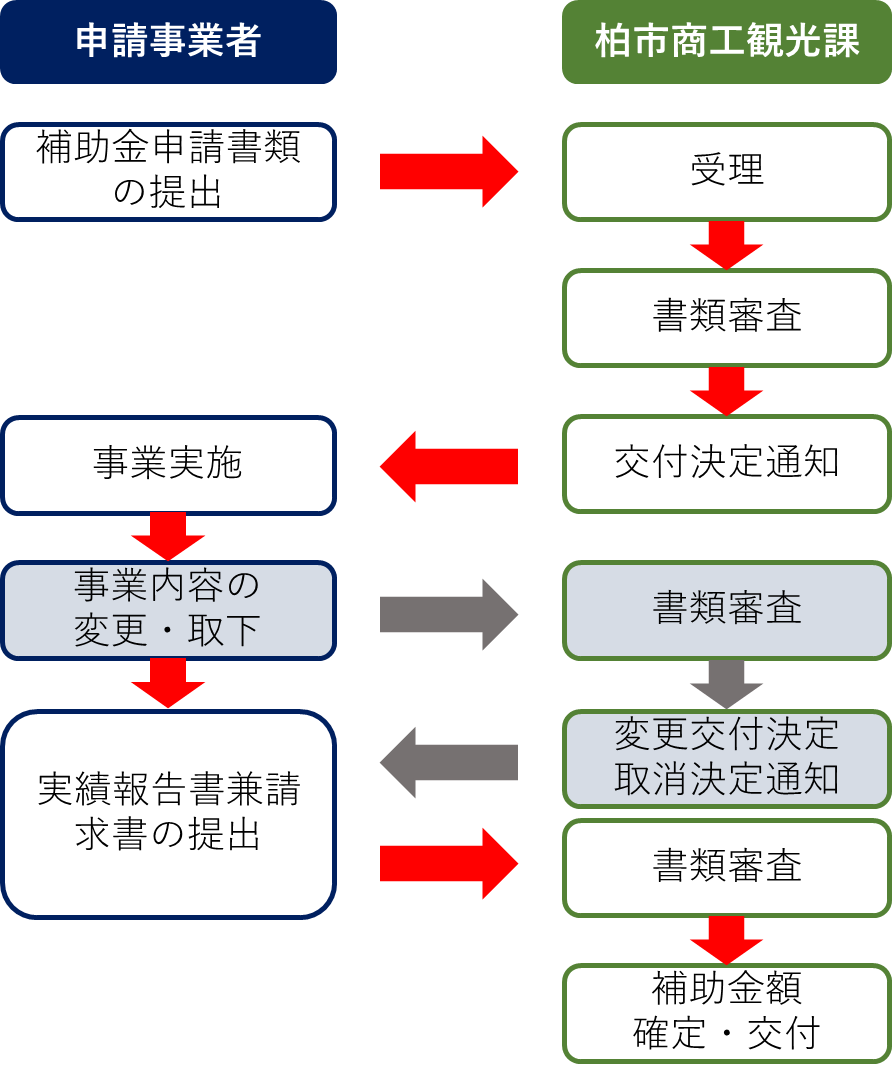 申請事業者
柏市商工観光課
補助金申請書類
の提出
受理
書類審査
事業実施
交付決定通知
事業内容の
変更・取下
書類審査
変更交付決定
取消決定通知
実績報告書兼請
求書の提出
書類審査
補助金額
確定・交付